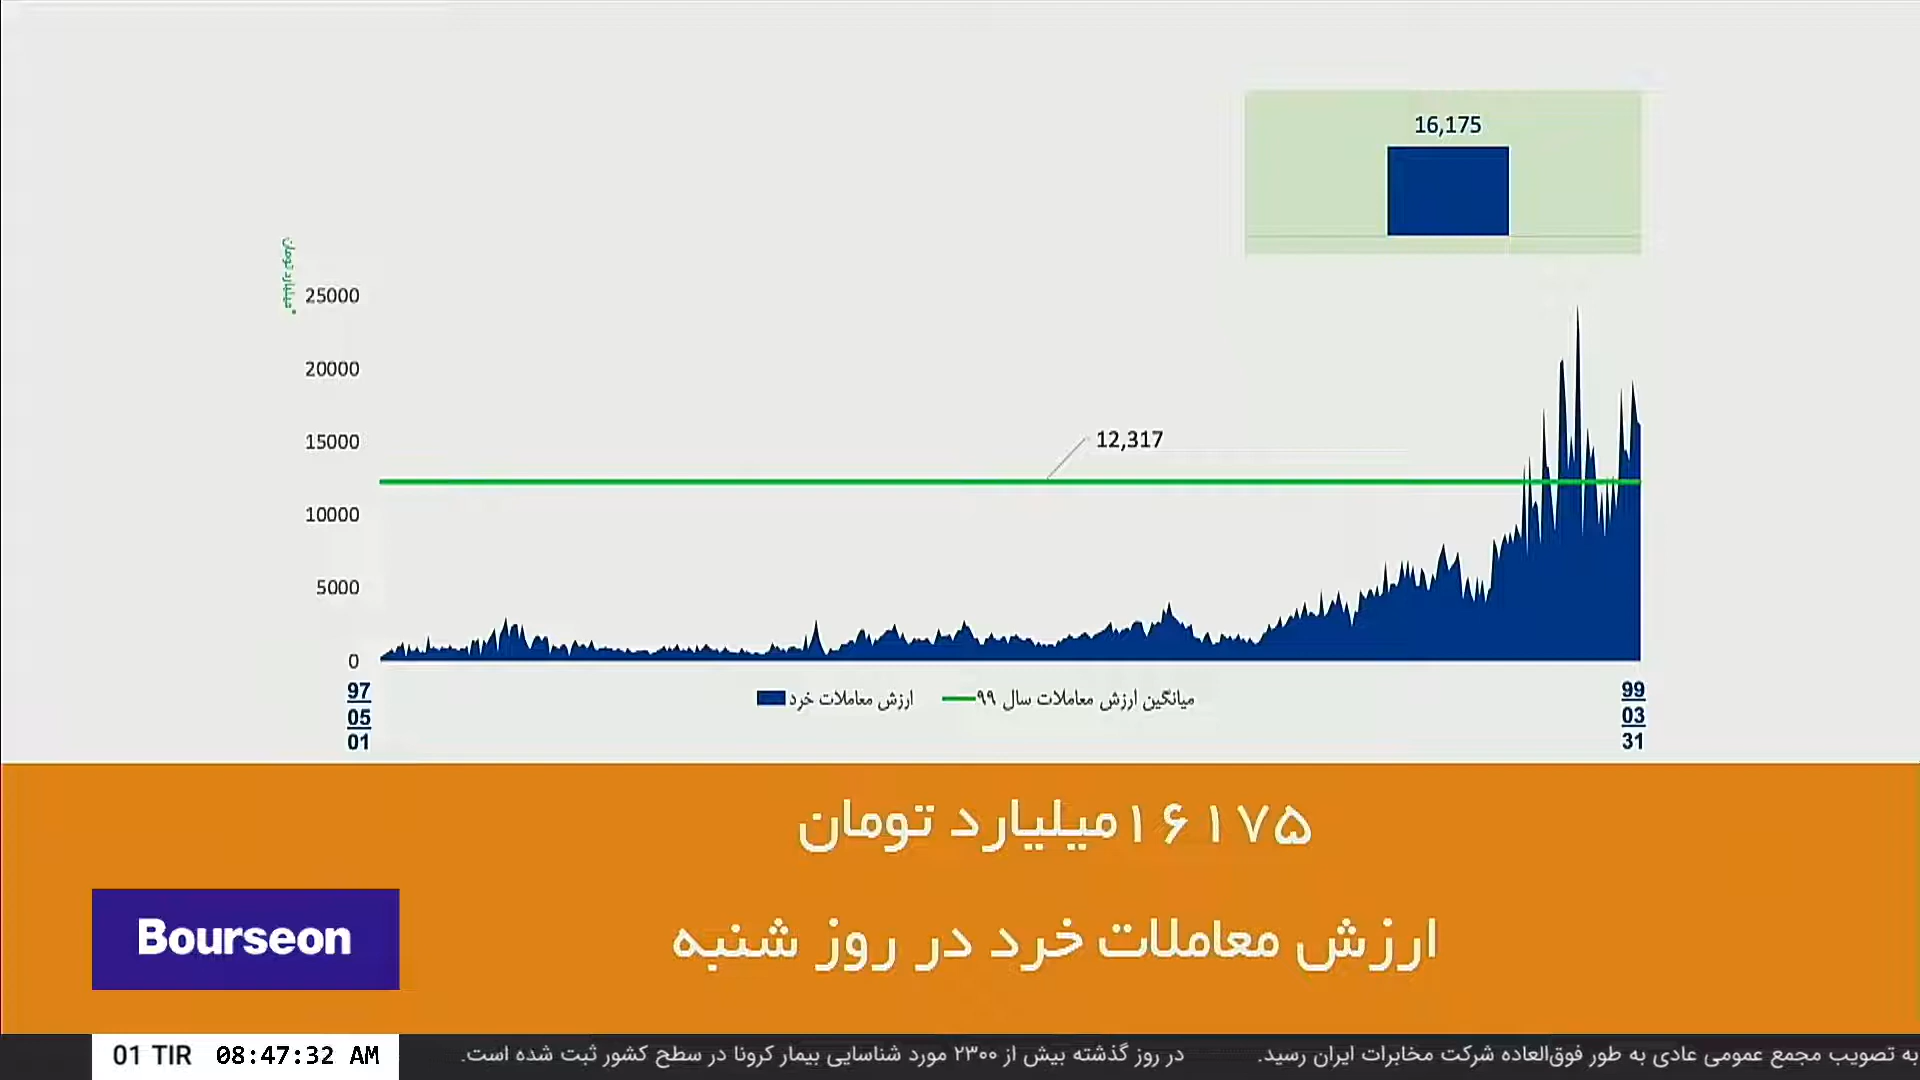 16,175
میلیارد تومان
25000
20000
15000
10000
5000
0
12,317
97
05
01
99
03
31
ارزش معاملات خرد
میانگین ارزش معاملات سال ۹۹
۱۶۱۷۵میلیارد تومان
ارزش معاملات خرد در روز شنبه
Bourseon
01 TIR 08:47:32 AM
به تصویب مجمع عمومی عادی به طور فوق‌العاده شرکت مخابرات ایران رسید. در روز گذشته بیش از ۲۳۰۰ مورد شناسایی بیمار کرونا در سطح کشور ثبت شده است.